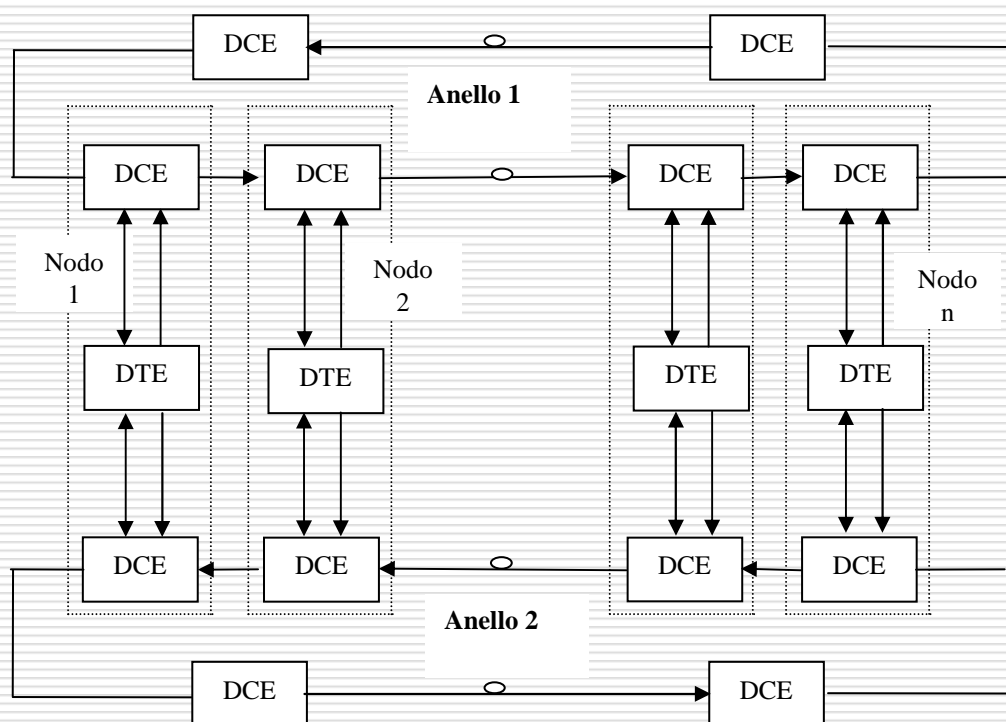 DCE DCE
Anello 1
DCE DCE DCE DCE
Nodo
1
Nodo
2
Nodo
n
DTE DTE DTE DTE
DCE DCE DCE DCE
Anello 2
DCE DCE